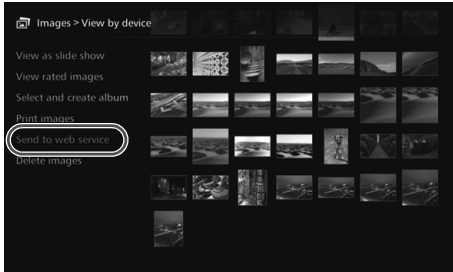 Images > View by device
View as slide show
View rated images
Select and create album
Print images
Send to web service
Delete images